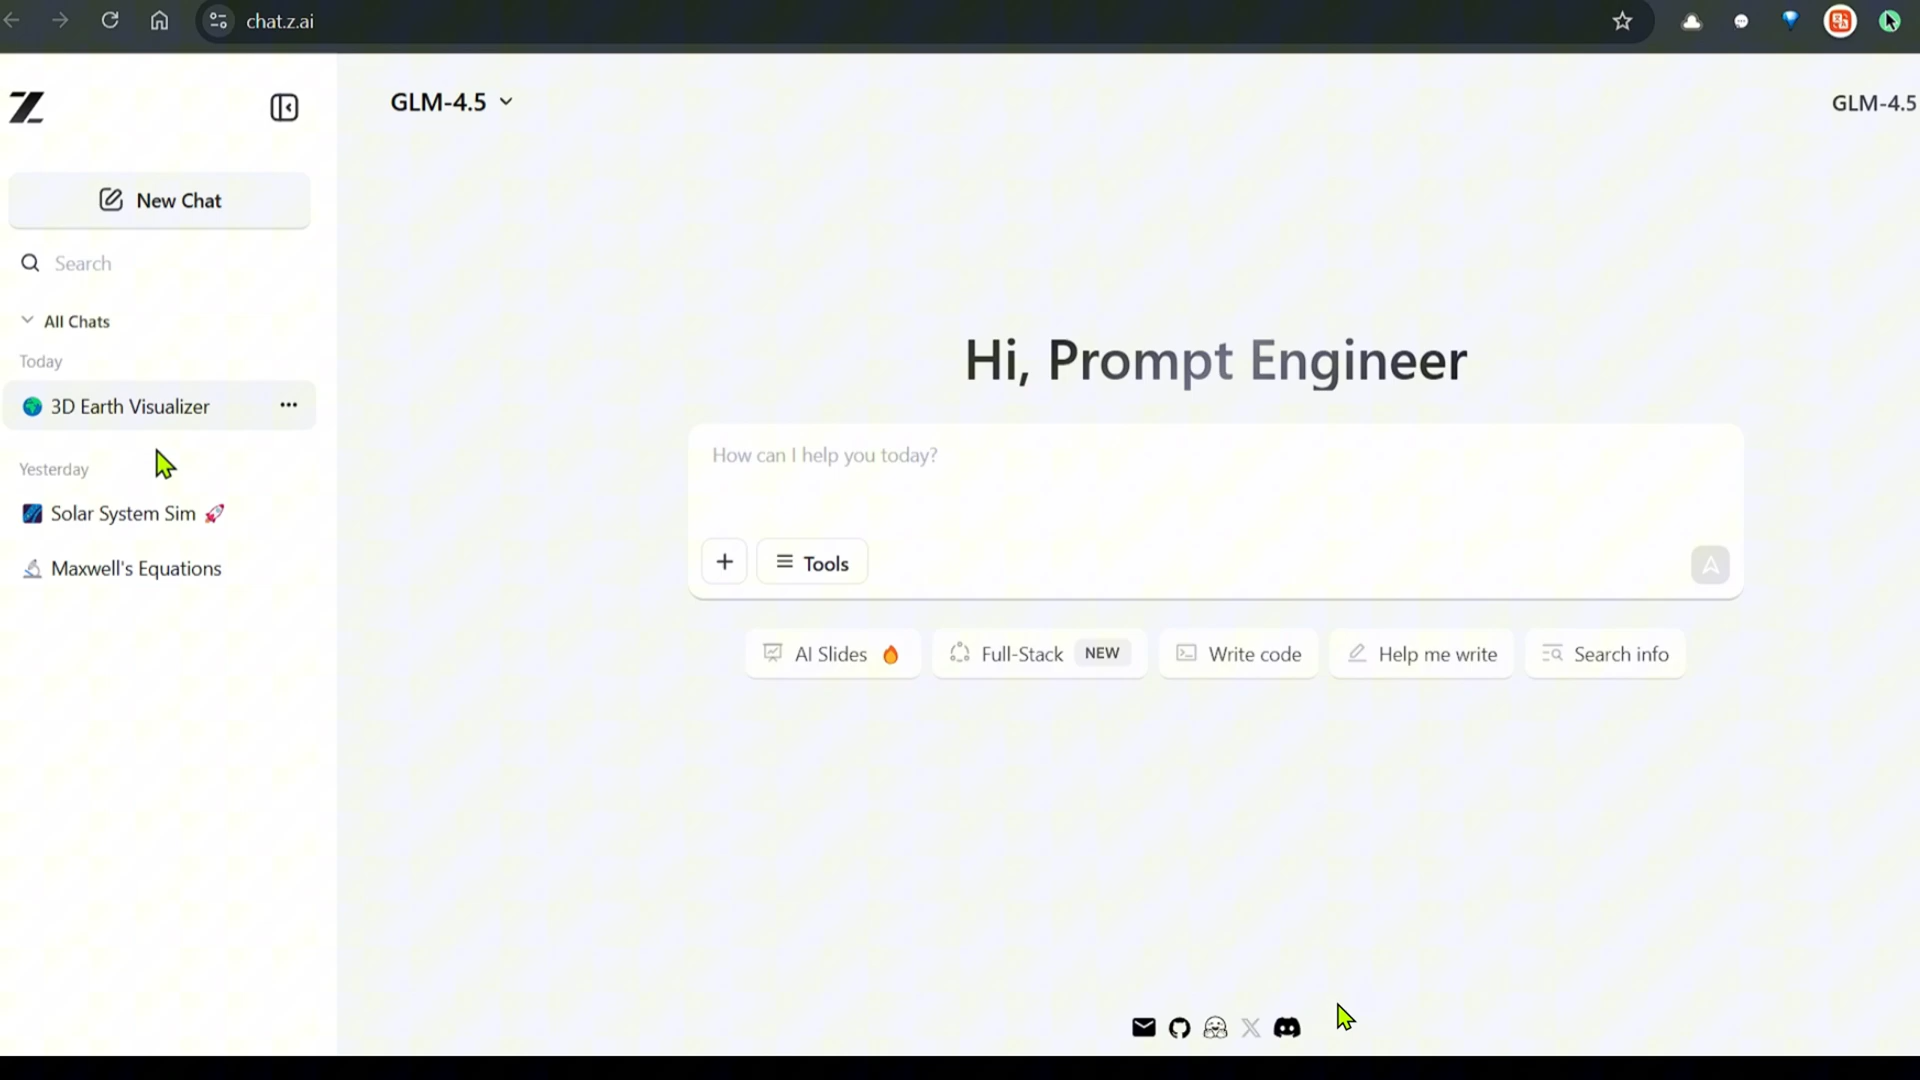 chat.z.ai
GLM-4.5
GLM-4.5
New Chat
Search
All Chats
Today
3D Earth Visualizer
Yesterday
Solar System Sim
Maxwell's Equations
Hi, Prompt Engineer
How can I help you today?
Tools
AI Slides
Full-Stack NEW
Write code
Help me write
Search info